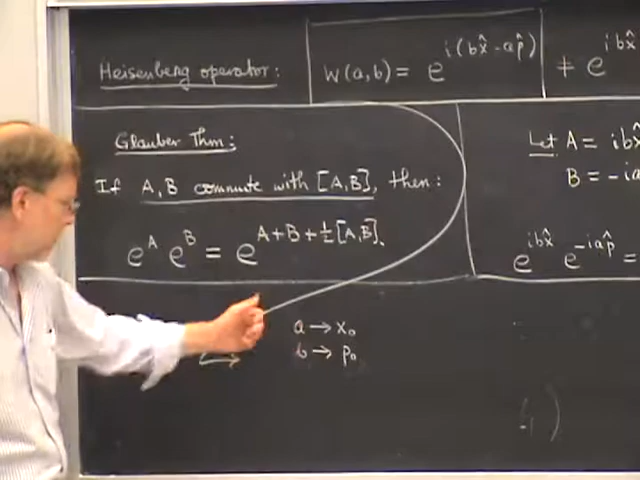 Heisenberg operator: W(a,b) = e^{i(bx̂-ap̂)} ≠ e^{ibx̂
Glauber Thm:
If A,B commute with [A,B], then:
e^A e^B = e^{A+B+½[A,B]}.
Let A = ibx̂
B = -ia
e^{ibx̂} e^{-iap̂} =
a → x₀
b → p₀